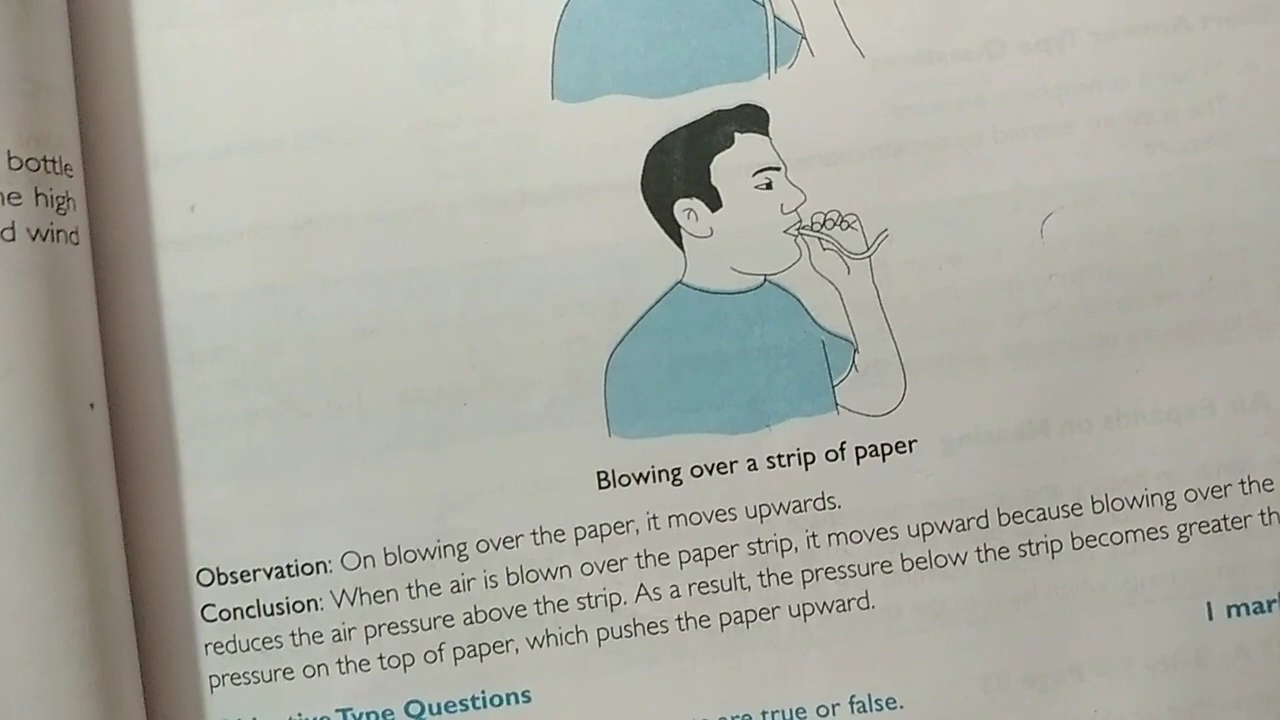 bottle
high
d wind
Blowing over a strip of paper
Observation: On blowing over the paper, it moves upwards.
Conclusion: When the air is blown over the paper strip, it moves upward because blowing over the
reduces the air pressure above the strip. As a result, the pressure below the strip becomes greater th
pressure on the top of paper, which pushes the paper upward.
I mar
Type Questions
are true or false.